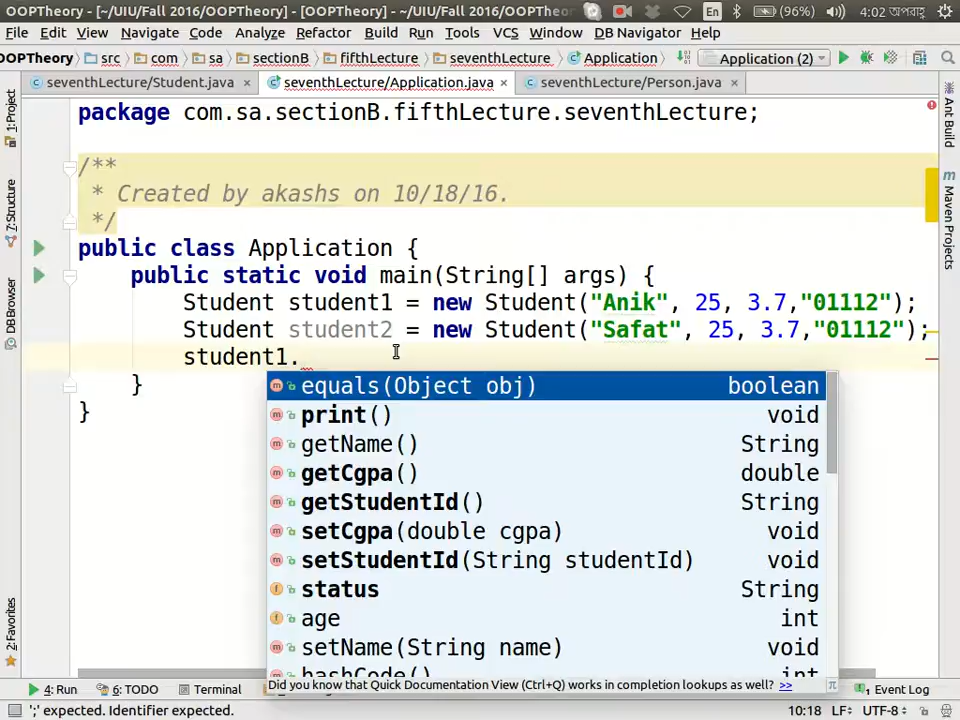 OOPTheory - [~/UIU/Fall 2016/OOPTheory] - [OOPTheory] - ~/UIU/Fall 2016/OOPTheo En (96%) 4:02 অপরাহ্ণ
File Edit View Navigate Code Analyze Refactor Build Run Tools VCS Window DB Navigator Help
OOPTheory src com sa sectionB fifthLecture seventhLecture Application Application (2)
seventhLecture/Student.java seventhLecture/Application.java seventhLecture/Person.java
1: Project
7: Structure
DB Browser
2: Favorites
package com.sa.sectionB.fifthLecture.seventhLecture;
/**
* Created by akashs on 10/18/16.
*/
public class Application {
public static void main(String[] args) {
Student student1 = new Student("Anik", 25, 3.7,"01112");
Student student2 = new Student("Safat", 25, 3.7,"01112");
student1.
}
}
equals(Object obj) boolean
print() void
getName() String
getCgpa() double
getStudentId() String
setCgpa(double cgpa) void
setStudentId(String studentId) void
status String
age int
setName(String name) void
hashCode() int
Did you know that Quick Documentation View (Ctrl+Q) works in completion lookups as well? >> π
Ant Build
Maven Projects
4: Run 6: TODO Terminal 1 Event Log
';' expected. Identifier expected. 10:18 LF UTF-8